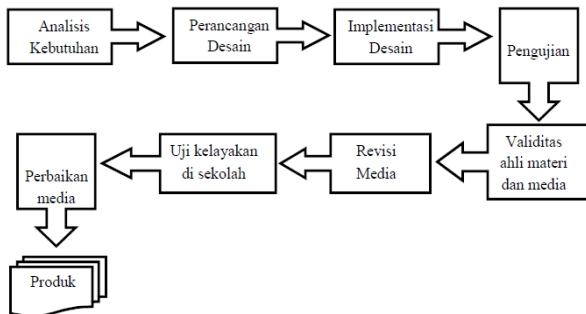 Analisis
Kebutuhan
Perancangan
Desain
Implementasi
Desain
Pengujian
Validitas
ahli materi
dan media
Revisi
Media
Uji kelayakan
di sekolah
Perbaikan
media
Produk